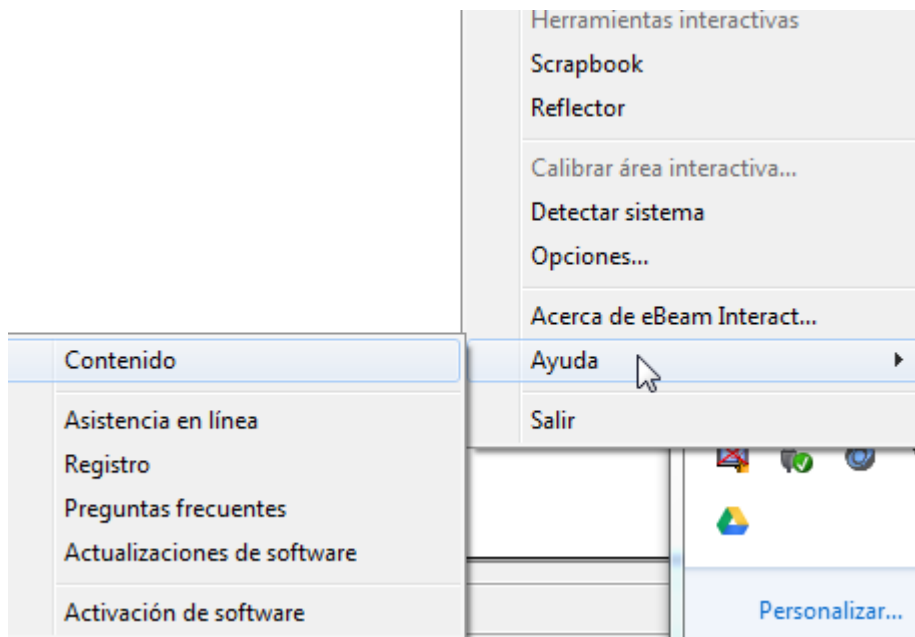 Herramientas interactivas
Scrapbook
Reflector
Calibrar área interactiva...
Detectar sistema
Opciones...
Acerca de eBeam Interact...
Ayuda
Salir
Contenido
Asistencia en línea
Registro
Preguntas frecuentes
Actualizaciones de software
Activación de software
Personalizar...